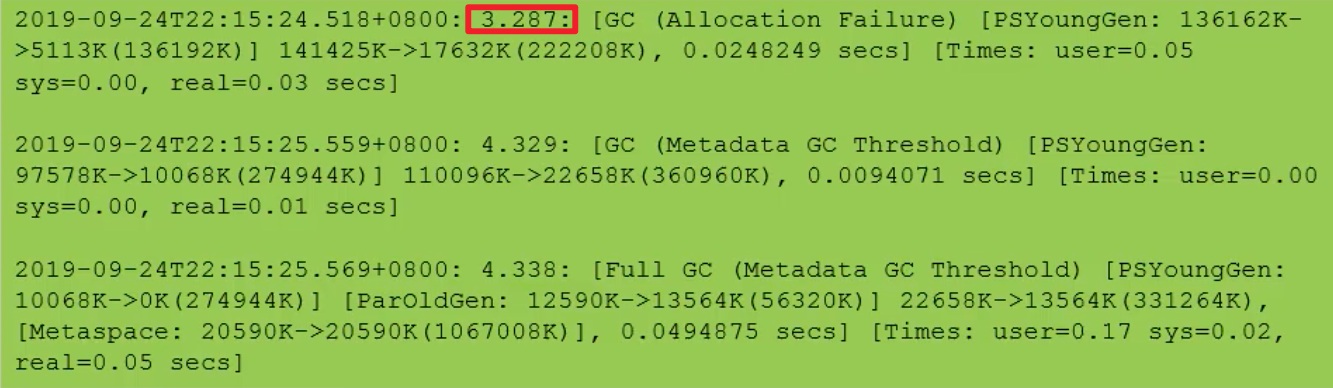 2019-09-24T22:15:24.518+0800: 3.287: [GC (Allocation Failure) [PSYoungGen: 136162K-
>5113K(136192K)] 141425K->17632K(222208K), 0.0248249 secs] [Times: user=0.05
sys=0.00, real=0.03 secs]
2019-09-24T22:15:25.559+0800: 4.329: [GC (Metadata GC Threshold) [PSYoungGen:
97578K->10068K(274944K)] 110096K->22658K(360960K), 0.0094071 secs] [Times: user=0.00
sys=0.00, real=0.01 secs]
2019-09-24T22:15:25.569+0800: 4.338: [Full GC (Metadata GC Threshold) [PSYoungGen:
10068K->0K(274944K)] [ParOldGen: 12590K->13564K(56320K)] 22658K->13564K(331264K),
[Metaspace: 20590K->20590K(1067008K)], 0.0494875 secs] [Times: user=0.17 sys=0.02,
real=0.05 secs]